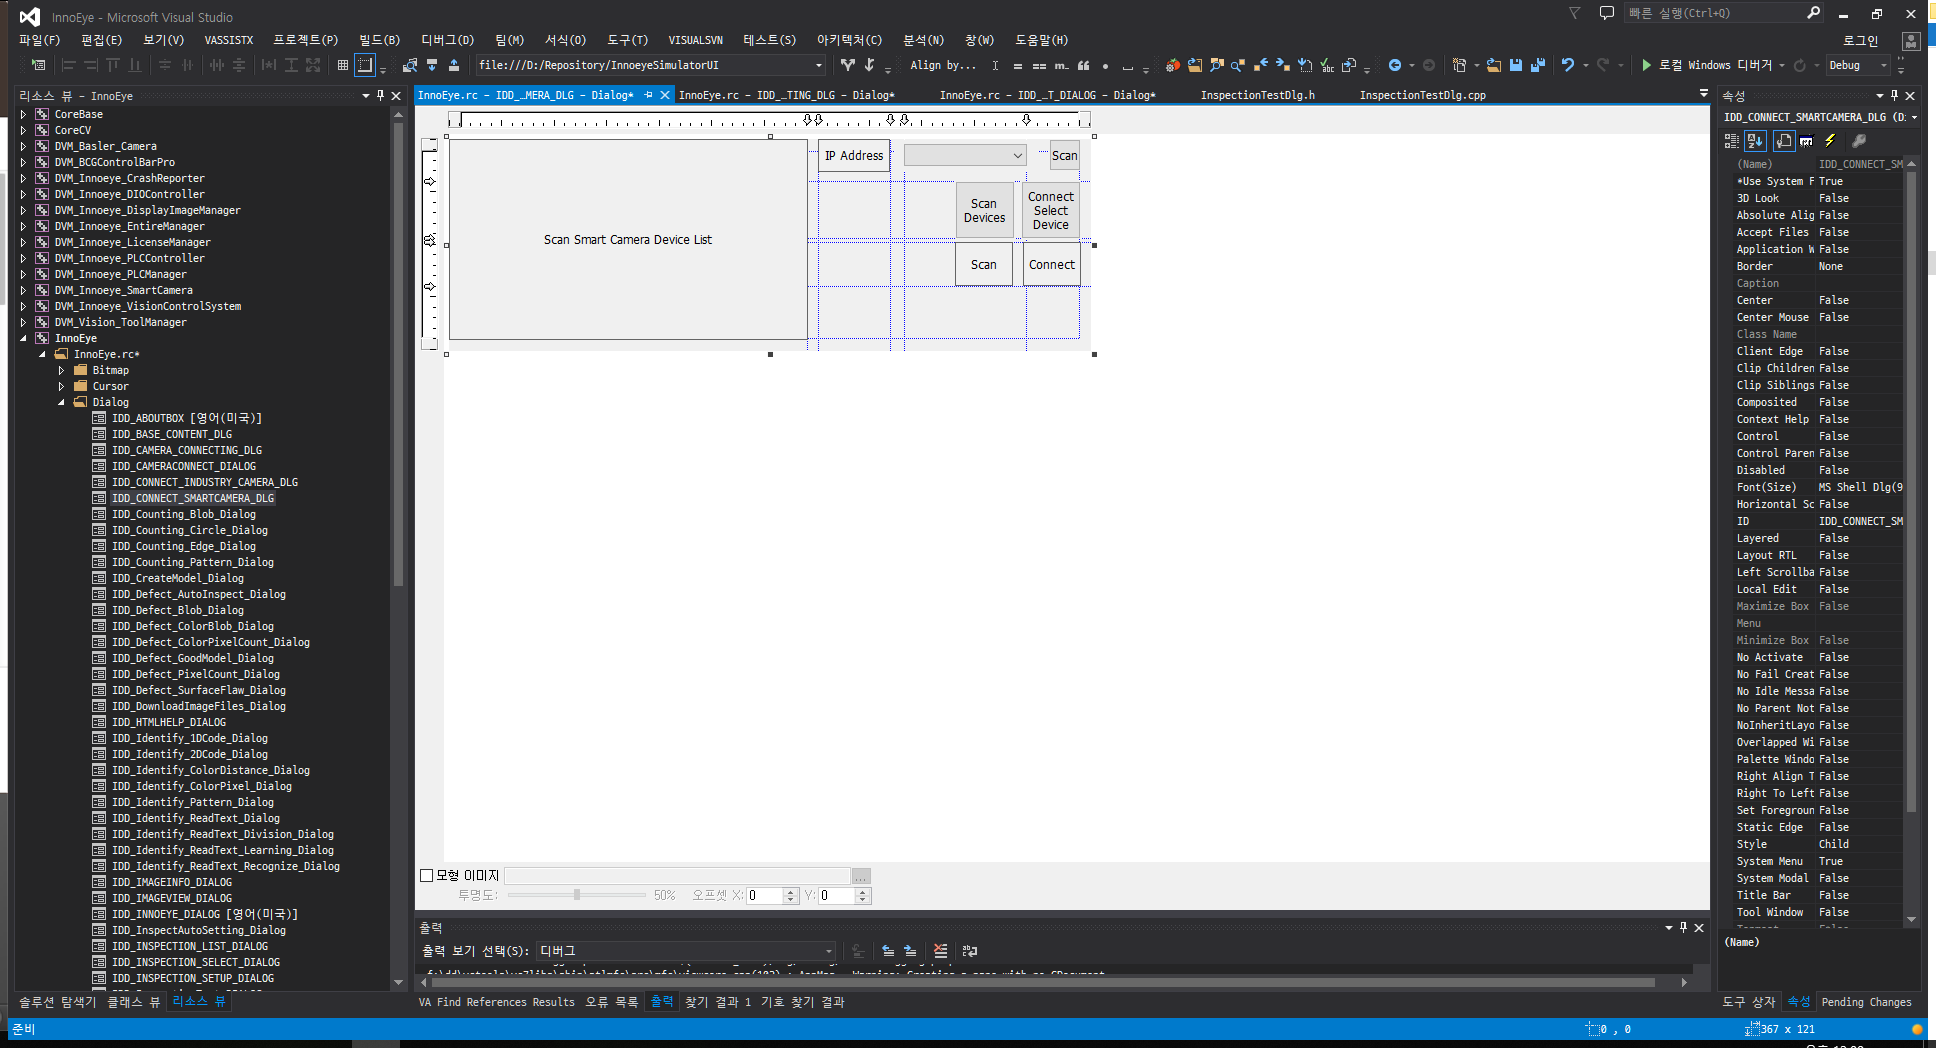 InnoEye - Microsoft Visual Studio
빠른 실행(Ctrl+Q)
파일(F) 편집(E) 보기(V) VASSISTX 프로젝트(P) 빌드(B) 디버그(D) 팀(M) 서식(O) 도구(T) VISUALSVN 테스트(S) 아키텍처(C) 분석(N) 창(W) 도움말(H)
로그인
file:///D:/Repository/InnoeyeSimulatorUI
Align by...
로컬 Windows 디버거
Debug
리소스 뷰 - InnoEye
CoreBase
CoreCV
DVM_Basler_Camera
DVM_BCGControlBarPro
DVM_Innoeye_CrashReporter
DVM_Innoeye_DIOController
DVM_Innoeye_DisplayImageManager
DVM_Innoeye_EntireManager
DVM_Innoeye_LicenseManager
DVM_Innoeye_PLCController
DVM_Innoeye_PLCManager
DVM_Innoeye_SmartCamera
DVM_Innoeye_VisionControlSystem
DVM_Vision_ToolManager
InnoEye
InnoEye.rc*
Bitmap
Cursor
Dialog
IDD_ABOUTBOX [영어(미국)]
IDD_BASE_CONTENT_DLG
IDD_CAMERA_CONNECTING_DLG
IDD_CAMERACONNECT_DIALOG
IDD_CONNECT_INDUSTRY_CAMERA_DLG
IDD_CONNECT_SMARTCAMERA_DLG
IDD_Counting_Blob_Dialog
IDD_Counting_Circle_Dialog
IDD_Counting_Edge_Dialog
IDD_Counting_Pattern_Dialog
IDD_CreateModel_Dialog
IDD_Defect_AutoInspect_Dialog
IDD_Defect_Blob_Dialog
IDD_Defect_ColorBlob_Dialog
IDD_Defect_ColorPixelCount_Dialog
IDD_Defect_GoodModel_Dialog
IDD_Defect_PixelCount_Dialog
IDD_Defect_SurfaceFlaw_Dialog
IDD_DownloadImageFiles_Dialog
IDD_HTMLHELP_DIALOG
IDD_Identify_1DCode_Dialog
IDD_Identify_2DCode_Dialog
IDD_Identify_ColorDistance_Dialog
IDD_Identify_ColorPixel_Dialog
IDD_Identify_Pattern_Dialog
IDD_Identify_ReadText_Dialog
IDD_Identify_ReadText_Division_Dialog
IDD_Identify_ReadText_Learning_Dialog
IDD_Identify_ReadText_Recognize_Dialog
IDD_IMAGEINFO_DIALOG
IDD_IMAGEVIEW_DIALOG
IDD_INNOEYE_DIALOG [영어(미국)]
IDD_InspectAutoSetting_Dialog
IDD_INSPECTION_LIST_DIALOG
IDD_INSPECTION_SELECT_DIALOG
IDD_INSPECTION_SETUP_DIALOG
솔루션 탐색기 클래스 뷰 리소스 뷰
InnoEye.rc - IDD_…MERA_DLG - Dialog* InnoEye.rc - IDD_…TING_DLG - Dialog* InnoEye.rc - IDD_…T_DIALOG - Dialog* InspectionTestDlg.h InspectionTestDlg.cpp
IP Address
Scan
Scan Smart Camera Device List
Scan Devices
Connect Select Device
Scan
Connect
모형 이미지
...
투명도: 50% 오프셋 X: 0 Y: 0
출력
출력 보기 선택(S): 디버그
VA Find References Results 오류 목록 출력 찾기 결과 1 기호 찾기 결과
속성
IDD_CONNECT_SMARTCAMERA_DLG (D:
(Name) IDD_CONNECT_SM
*Use System F True
3D Look False
Absolute Alig False
Accept Files False
Application W False
Border None
Caption
Center False
Center Mouse False
Class Name
Client Edge False
Clip Children False
Clip Siblings False
Composited False
Context Help False
Control False
Control Paren False
Disabled False
Font(Size) MS Shell Dlg(9
Horizontal Sc False
ID IDD_CONNECT_SM
Layered False
Layout RTL False
Left Scrollba False
Local Edit False
Maximize Box False
Menu
Minimize Box False
No Activate False
No Fail Creat False
No Idle Messa False
No Parent Not False
NoInheritLayo False
Overlapped Wi False
Palette Windo False
Right Align T False
Right To Left False
Set Foregroun False
Static Edge False
Style Child
System Menu True
System Modal False
Title Bar False
Tool Window False
(Name)
도구 상자 속성 Pending Changes
준비
0 , 0
367 x 121